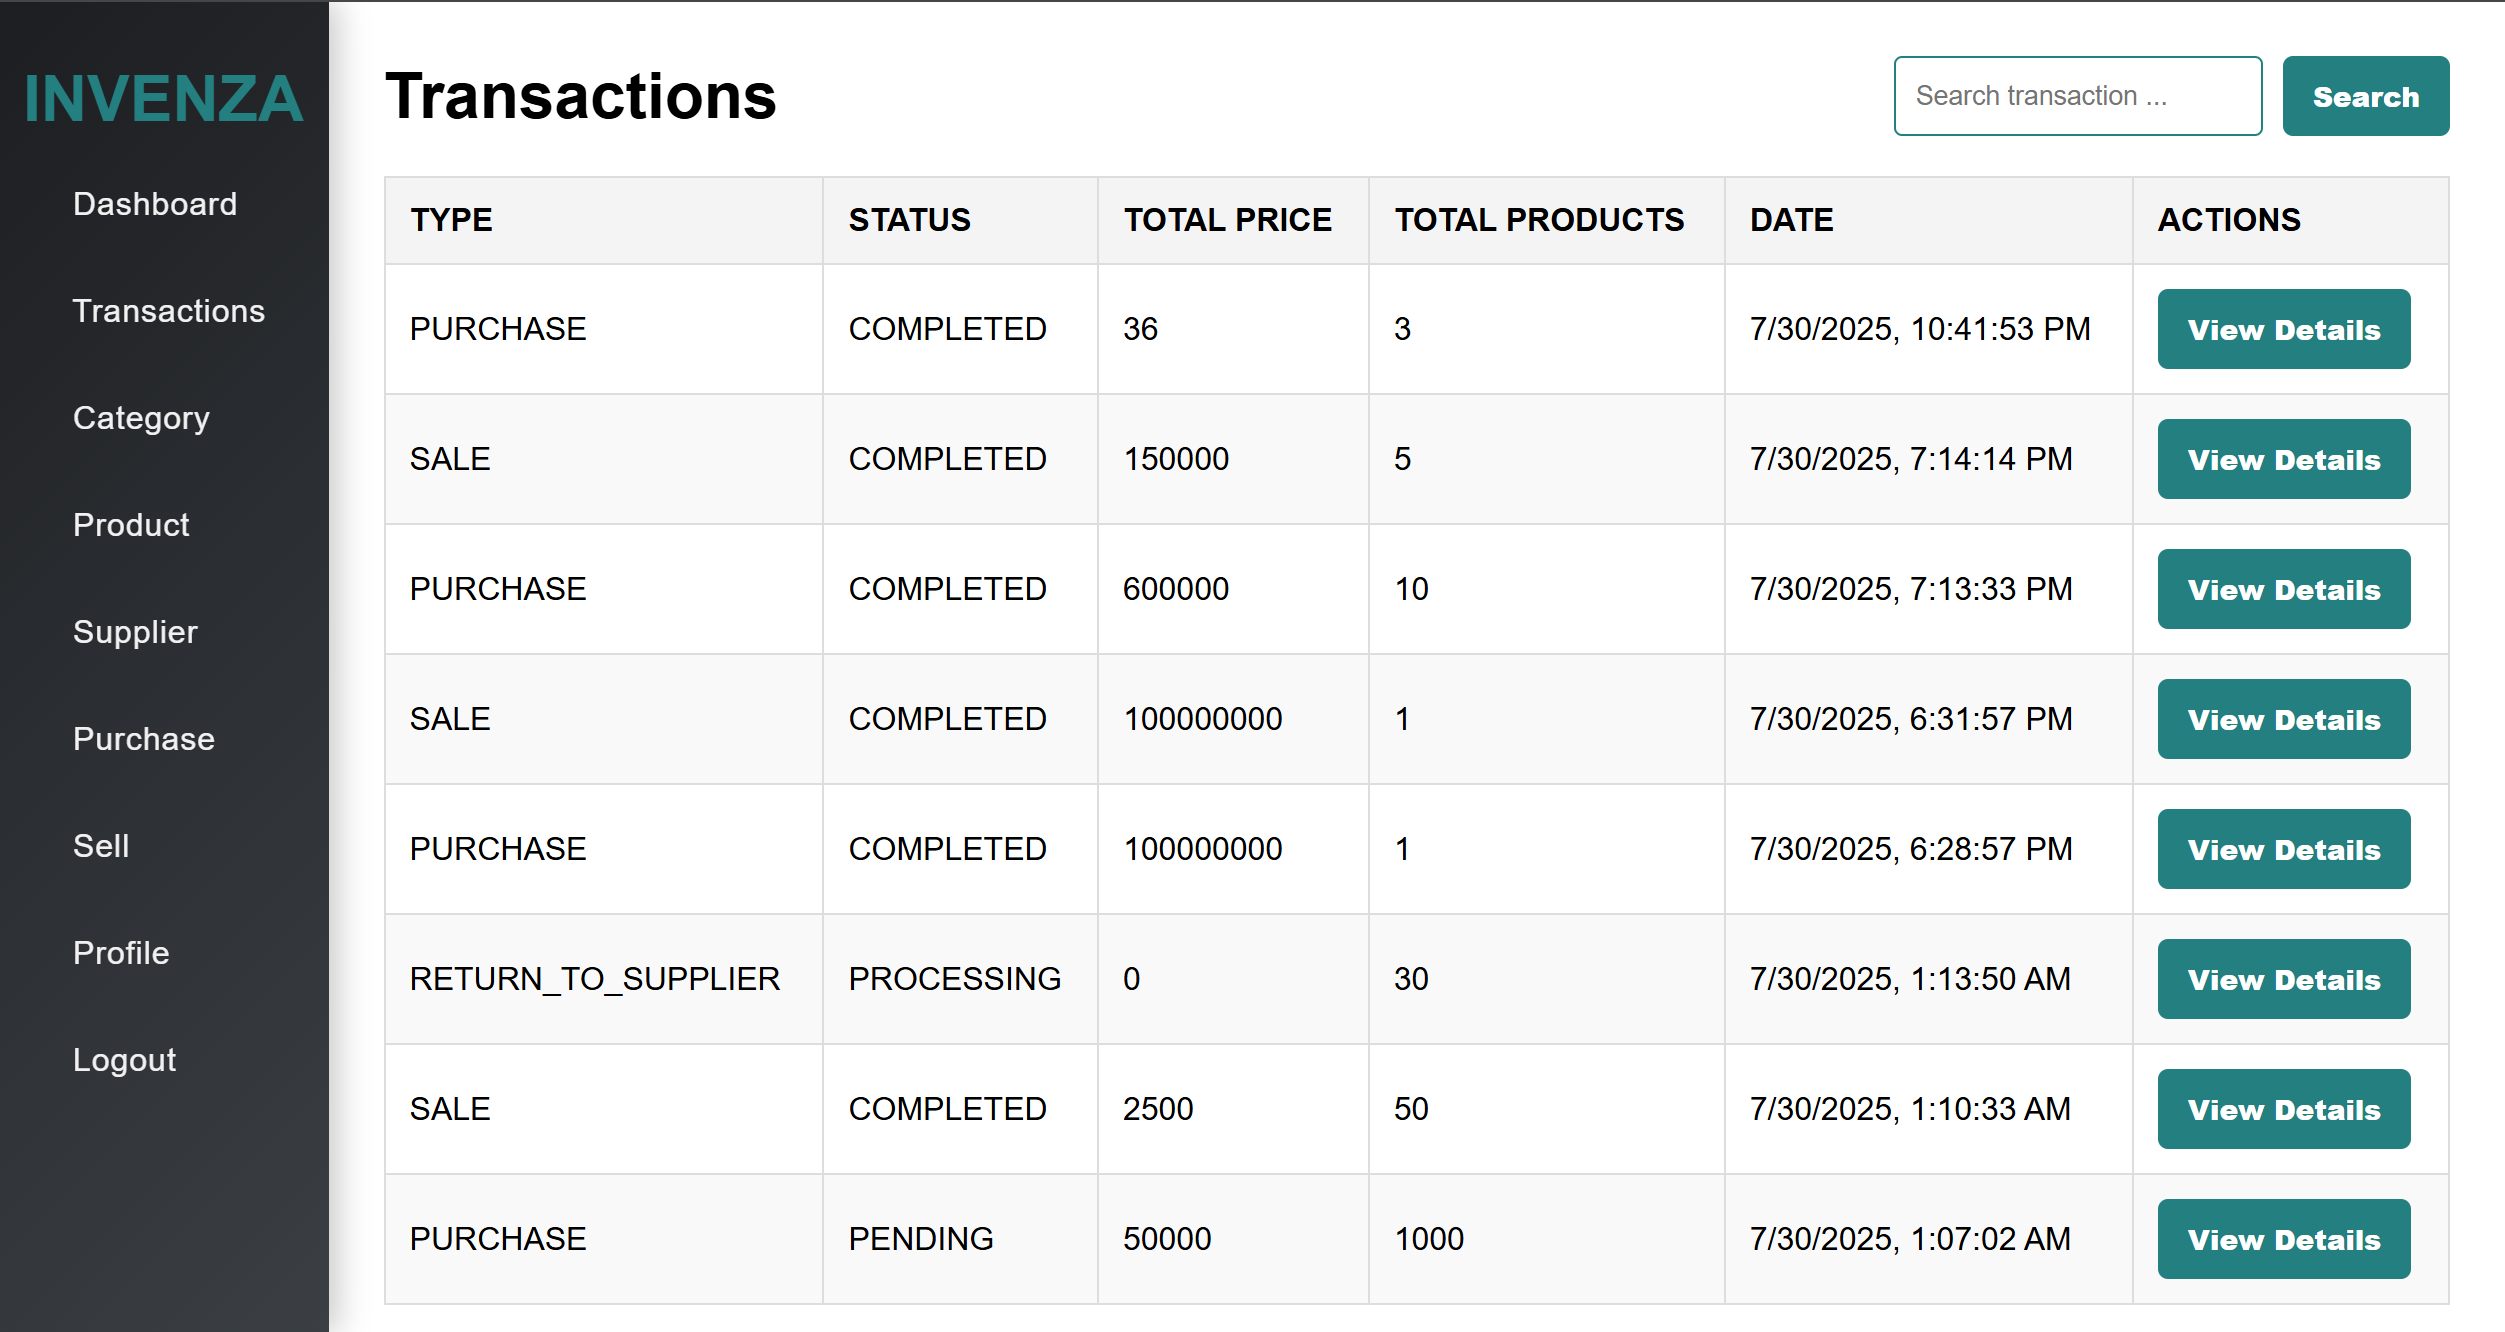 INVENZA
Dashboard
Transactions
Category
Product
Supplier
Purchase
Sell
Profile
Logout
Transactions
Search transaction ...
Search
TYPE STATUS TOTAL PRICE TOTAL PRODUCTS DATE ACTIONS
PURCHASE COMPLETED 36 3 7/30/2025, 10:41:53 PM View Details
SALE COMPLETED 150000 5 7/30/2025, 7:14:14 PM View Details
PURCHASE COMPLETED 600000 10 7/30/2025, 7:13:33 PM View Details
SALE COMPLETED 100000000 1 7/30/2025, 6:31:57 PM View Details
PURCHASE COMPLETED 100000000 1 7/30/2025, 6:28:57 PM View Details
RETURN_TO_SUPPLIER PROCESSING 0 30 7/30/2025, 1:13:50 AM View Details
SALE COMPLETED 2500 50 7/30/2025, 1:10:33 AM View Details
PURCHASE PENDING 50000 1000 7/30/2025, 1:07:02 AM View Details